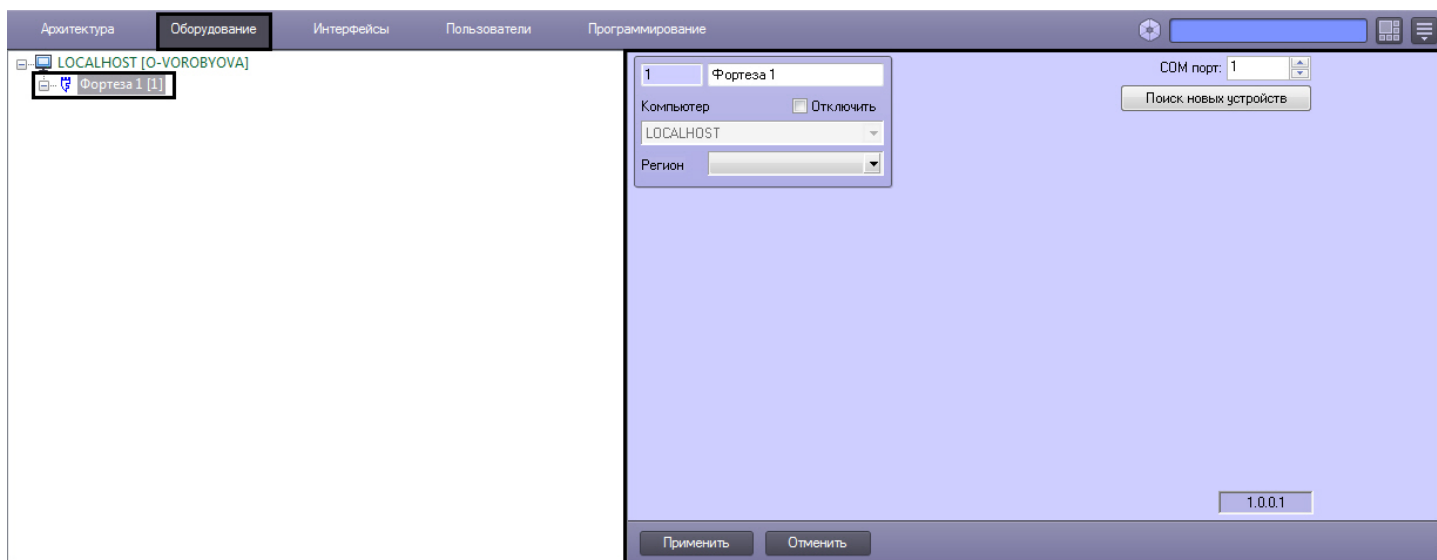 Архитектура Оборудование Интерфейсы Пользователи Программирование
LOCALHOST [O-VOROBYOVA]
Фортеза 1 [1]
1 Фортеза 1
Компьютер Отключить
LOCALHOST
Регион
COM порт: 1
Поиск новых устройств
1.0.0.1
Применить Отменить